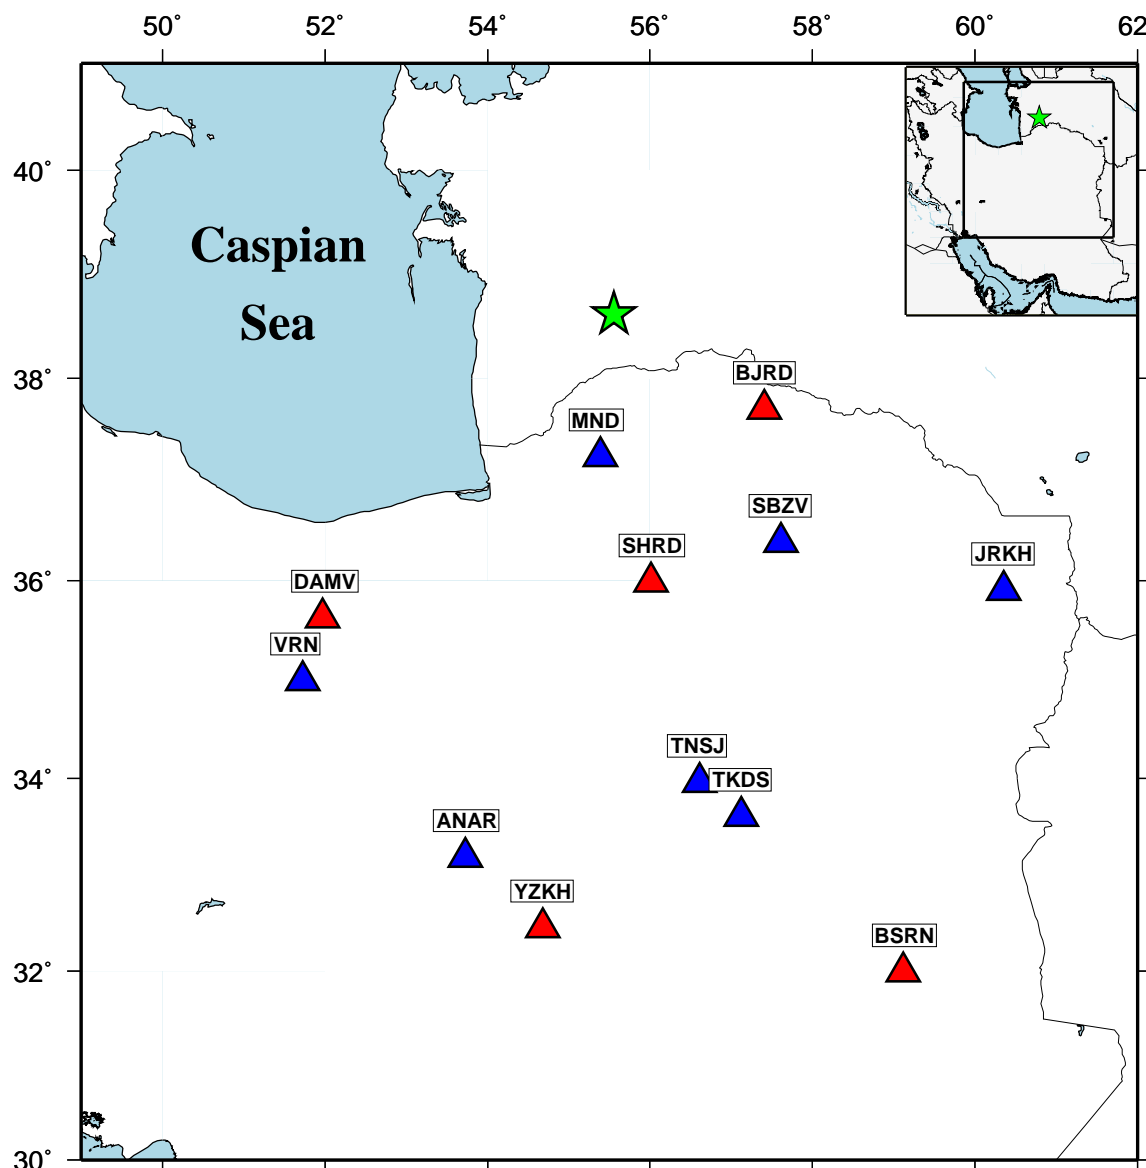 50˚ 52˚ 54˚ 56˚ 58˚ 60˚ 62
40˚
Caspian
Sea
38˚
BJRD
MND
SBZV
SHRD
JRKH
36˚
DAMV
VRN
TNSJ
34˚
TKDS
ANAR
YZKH
BSRN
32˚
30˚